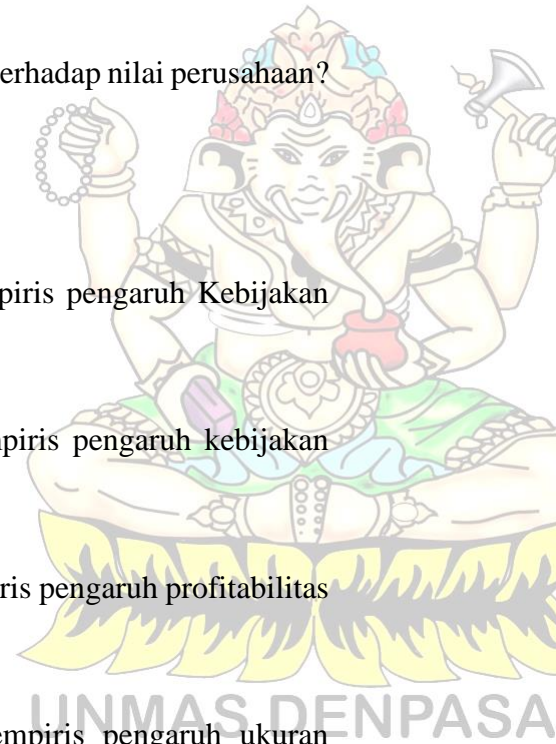 erhadap nilai perusahaan?
piris pengaruh Kebijakan
piris pengaruh kebijakan
ris pengaruh profitabilitas
UNMAS DENPASA
empiris pengaruh ukuran